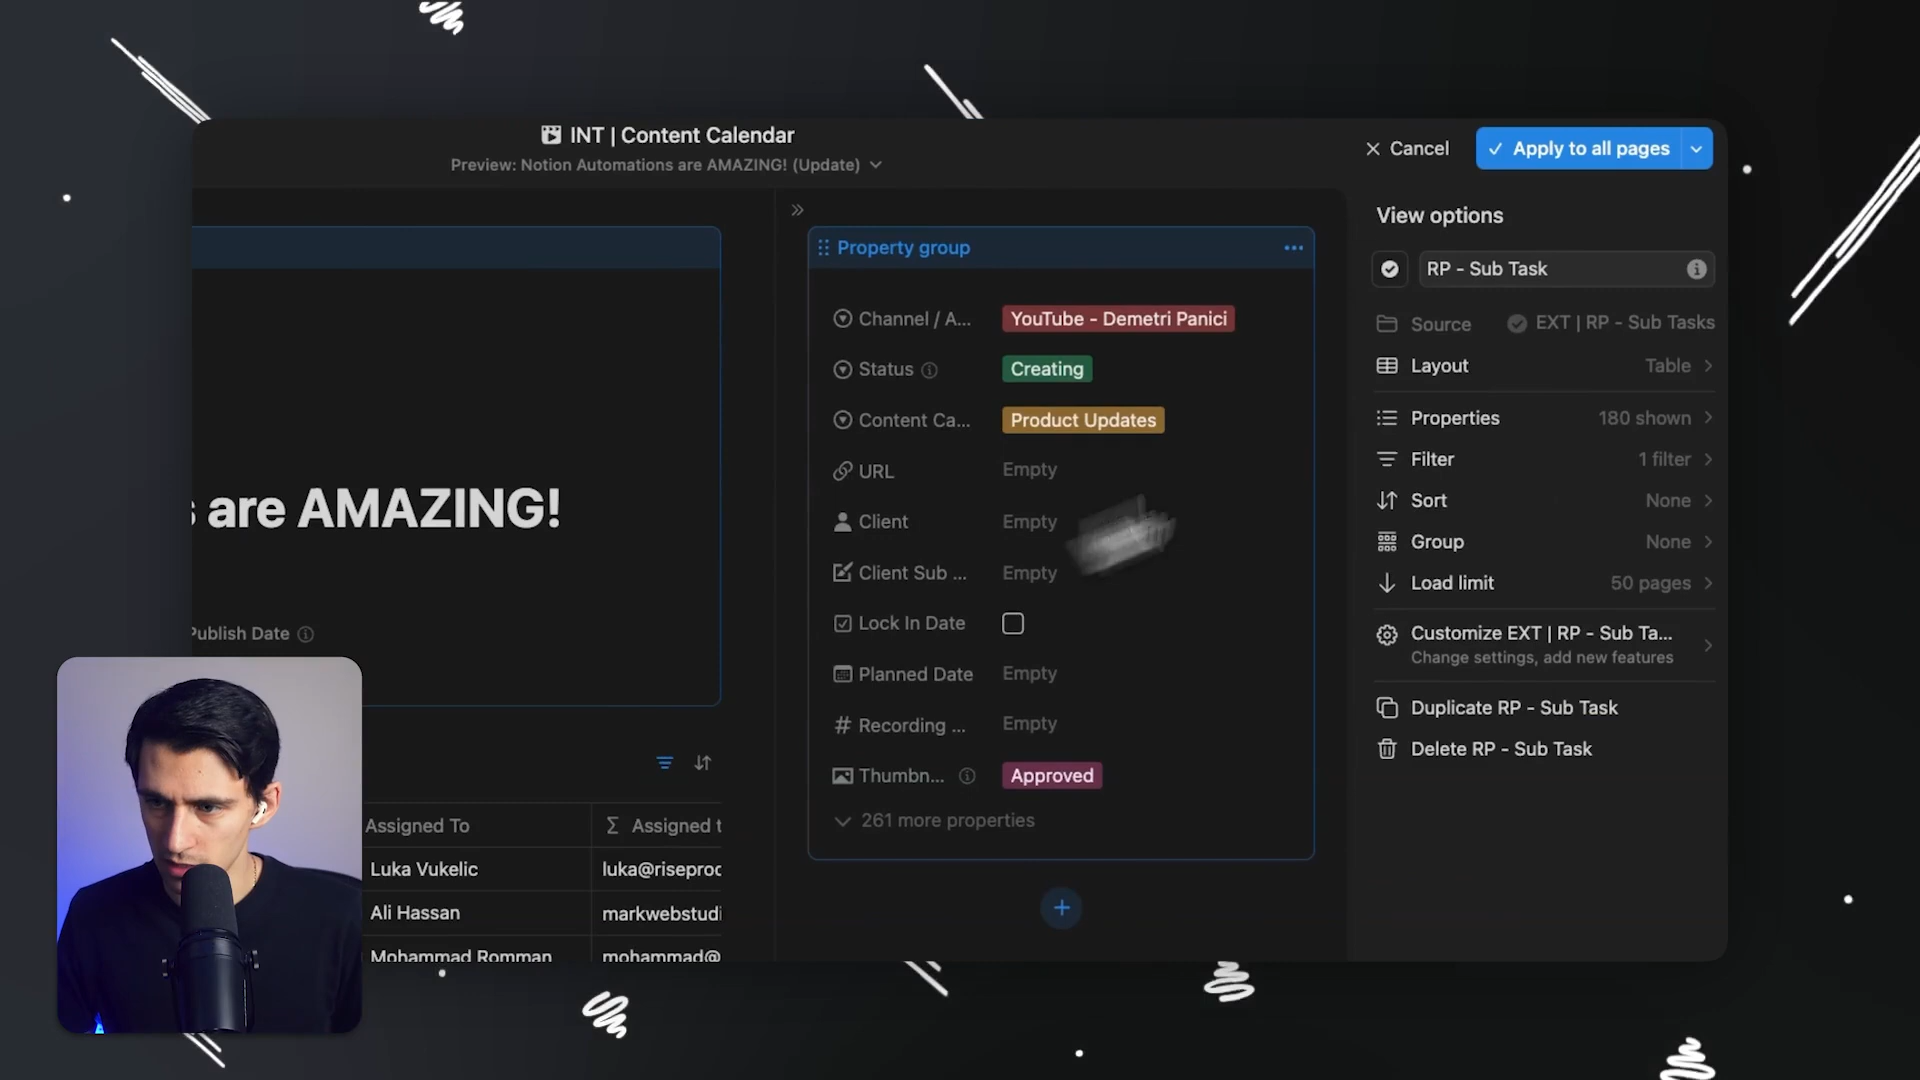 INT | Content Calendar
Preview: Notion Automations are AMAZING! (Update)
Cancel
Apply to all pages
are AMAZING!
Publish Date
Assigned To
Σ Assigned t
Luka Vukelic
luka@riseproc
Ali Hassan
markwebstudi
Mohammad Romman
mohammad@
Property group
Channel / A... YouTube - Demetri Panici
Status Creating
Content Ca... Product Updates
URL Empty
Client Empty
Client Sub ... Empty
Lock In Date
Planned Date Empty
# Recording ... Empty
Thumbn... Approved
261 more properties
View options
RP - Sub Task
Source EXT | RP - Sub Tasks
Layout Table
Properties 180 shown
Filter 1 filter
Sort None
Group None
Load limit 50 pages
Customize EXT | RP - Sub Ta...
Change settings, add new features
Duplicate RP - Sub Task
Delete RP - Sub Task